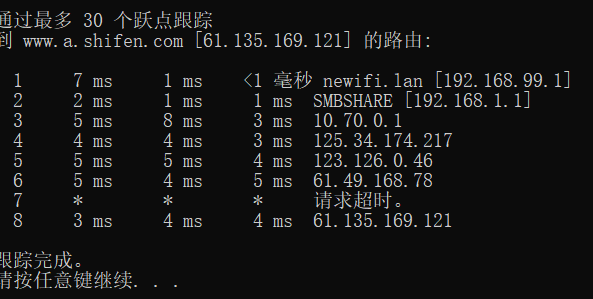 通过最多 30 个跃点跟踪
到 www.a.shifen.com [61.135.169.121] 的路由:
1 7 ms 1 ms <1 毫秒 newifi.lan [192.168.99.1]
2 2 ms 1 ms 1 ms SMBSHARE [192.168.1.1]
3 5 ms 8 ms 3 ms 10.70.0.1
4 4 ms 4 ms 3 ms 125.34.174.217
5 5 ms 5 ms 4 ms 123.126.0.46
6 5 ms 4 ms 5 ms 61.49.168.78
7 * * * 请求超时。
8 3 ms 4 ms 4 ms 61.135.169.121
跟踪完成。
请按任意键继续. . .